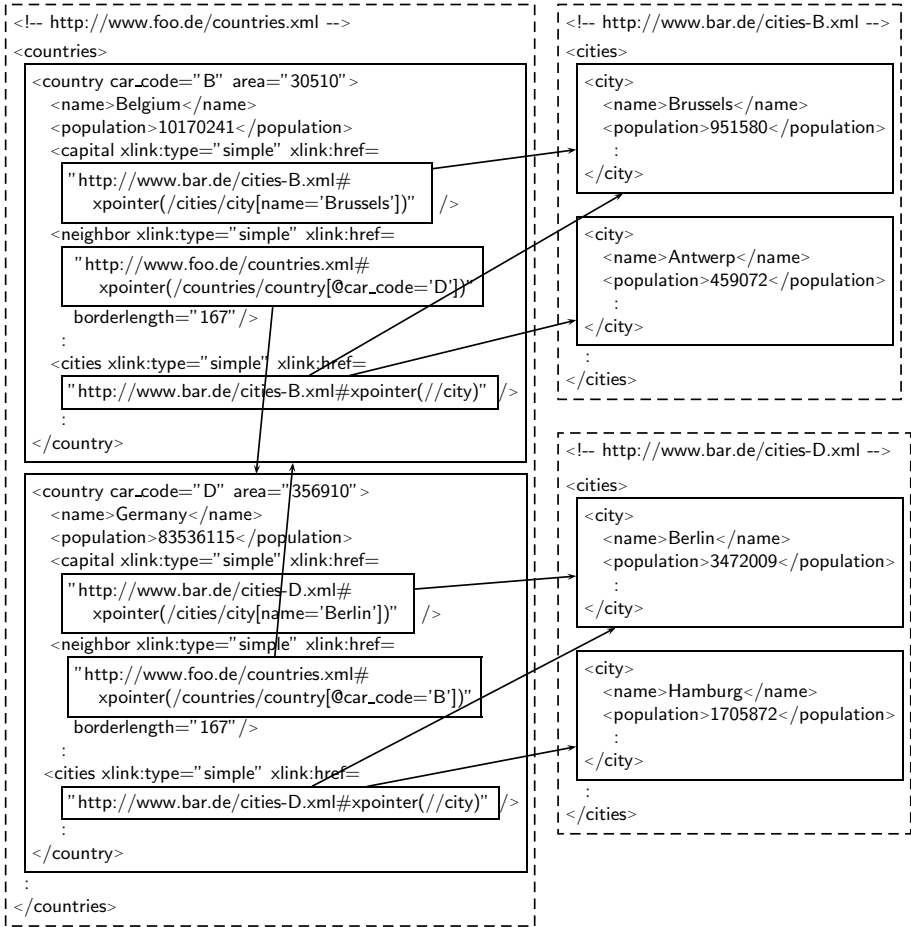 <!-- http://www.foo.de/countries.xml -->
<countries>
<country car_code="B" area="30510">
<name>Belgium</name>
<population>10170241</population>
<capital xlink:type="simple" xlink:href=
"http://www.bar.de/cities-B.xml#
xpointer(/cities/city[name='Brussels'])" />
<neighbor xlink:type="simple" xlink:href=
"http://www.foo.de/countries.xml#
xpointer(/countries/country[@car_code='D'])"
borderlength="167"/>
:
<cities xlink:type="simple" xlink:href=
"http://www.bar.de/cities-B.xml#xpointer(//city)" />
:
</country>
<country car_code="D" area="356910">
<name>Germany</name>
<population>83536115</population>
<capital xlink:type="simple" xlink:href=
"http://www.bar.de/cities-D.xml#
xpointer(/cities/city[name='Berlin'])" />
<neighbor xlink:type="simple" xlink:href=
"http://www.foo.de/countries.xml#
xpointer(/countries/country[@car_code='B'])"
borderlength="167"/>
:
<cities xlink:type="simple" xlink:href=
"http://www.bar.de/cities-D.xml#xpointer(//city)" />
:
</country>
:
</countries>
<!-- http://www.bar.de/cities-B.xml -->
<cities>
<city>
<name>Brussels</name>
<population>951580</population>
:
</city>
<city>
<name>Antwerp</name>
<population>459072</population>
:
</city>
:
</cities>
<!-- http://www.bar.de/cities-D.xml -->
<cities>
<city>
<name>Berlin</name>
<population>3472009</population>
:
</city>
<city>
<name>Hamburg</name>
<population>1705872</population>
:
</city>
:
</cities>